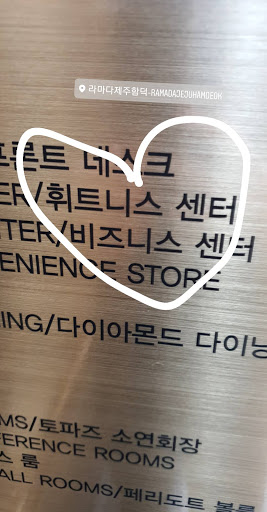 라마다제주함덕-RAMADAJEJUHAMDEOK
프론트 데스크
ER/휘트니스 센터
TER/비즈니스 센터
ENIENCE STORE
ING/다이아몬드 다이닝
MS/토파즈 소연회장
FERENCE ROOMS
스 룸
ALL ROOMS/페리도트 볼룸